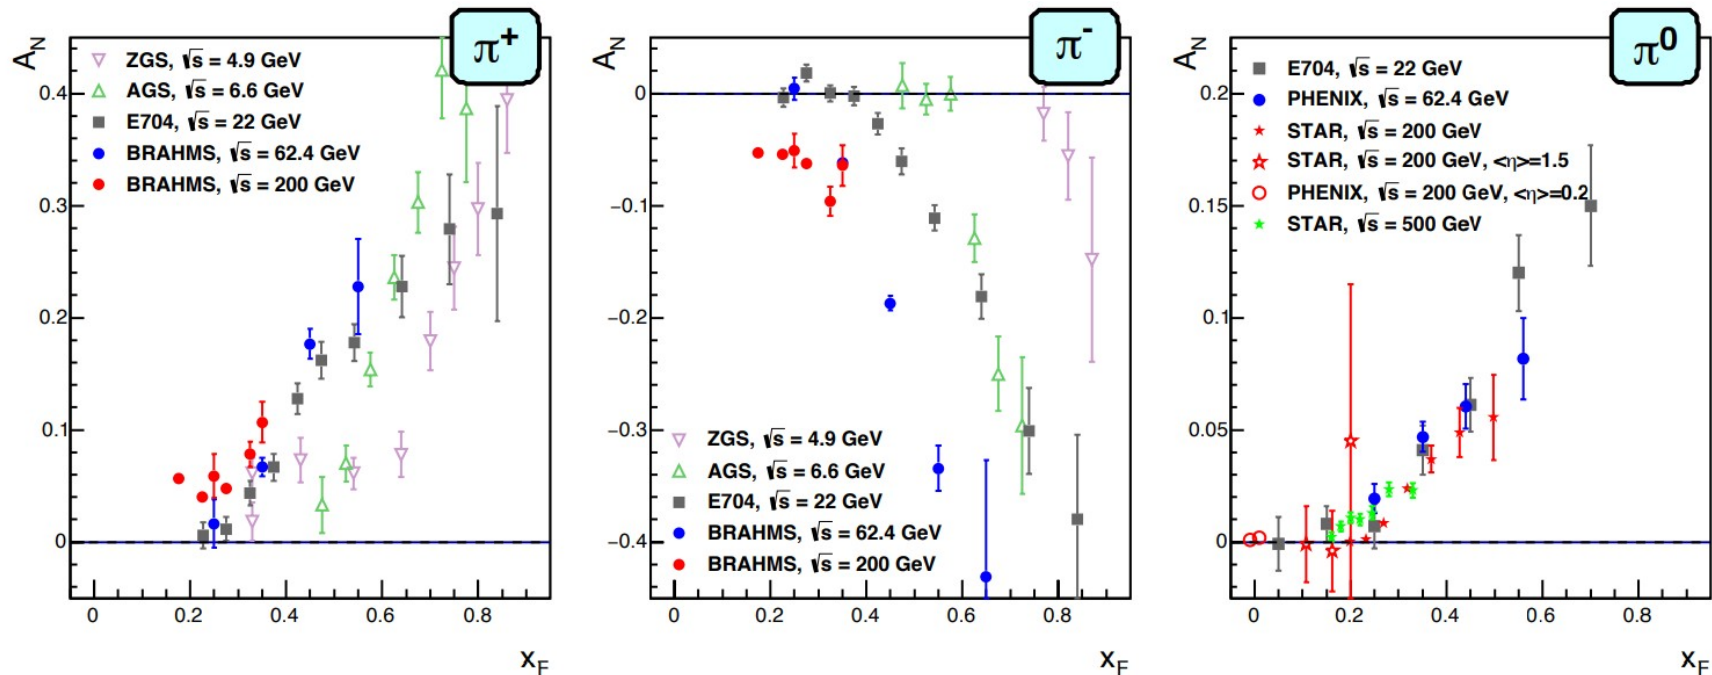 π+
A_N
ZGS, √s = 4.9 GeV
AGS, √s = 6.6 GeV
E704, √s = 22 GeV
BRAHMS, √s = 62.4 GeV
BRAHMS, √s = 200 GeV
0.4
0.3
0.2
0.1
0
0 0.2 0.4 0.6 0.8
x_F
π-
A_N
0
−0.1
−0.2
−0.3
−0.4
ZGS, √s = 4.9 GeV
AGS, √s = 6.6 GeV
E704, √s = 22 GeV
BRAHMS, √s = 62.4 GeV
BRAHMS, √s = 200 GeV
0 0.2 0.4 0.6 0.8
x_F
π0
A_N
E704, √s = 22 GeV
PHENIX, √s = 62.4 GeV
STAR, √s = 200 GeV
STAR, √s = 200 GeV, <η>=1.5
PHENIX, √s = 200 GeV, <η>=0.2
STAR, √s = 500 GeV
0.2
0.15
0.1
0.05
0
0 0.2 0.4 0.6 0.8
x_F